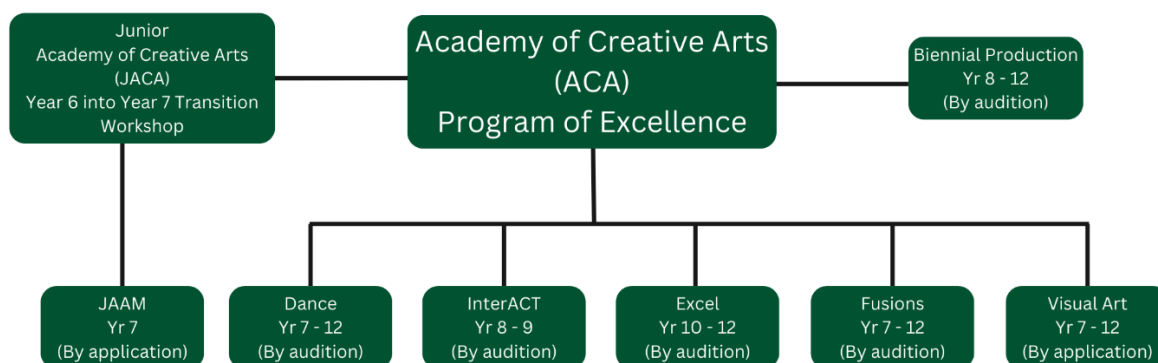 Junior
Academy of Creative Arts
(JACA)
Year 6 into Year 7 Transition
Workshop
Academy of Creative Arts
(ACA)
Program of Excellence
Biennial Production
Yr 8 - 12
(By audition)
JAAM
Yr 7
(By application)
Dance
Yr 7 - 12
(By audition)
InterACT
Yr 8 - 9
(By audition)
Excel
Yr 10 - 12
(By audition)
Fusions
Yr 7 - 12
(By audition)
Visual Art
Yr 7 - 12
(By application)